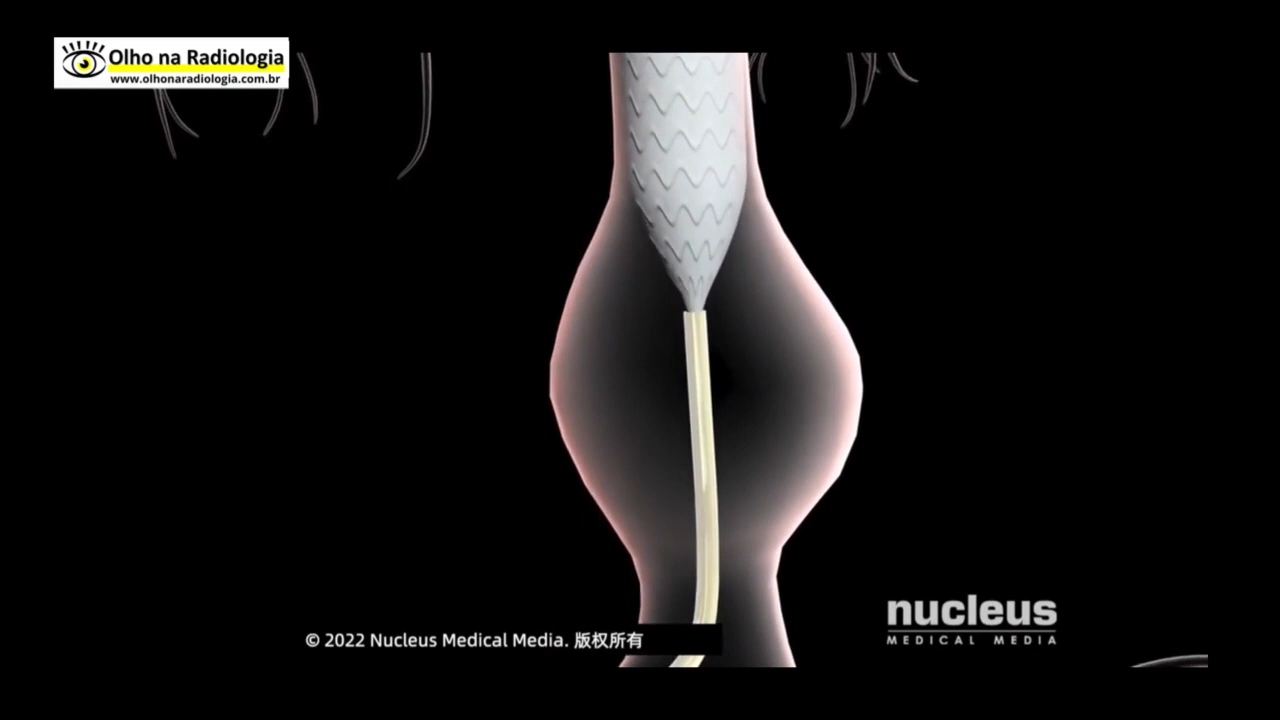 Olho na Radiologia
www.olhonaradiologia.com.br
nucleus
MEDICAL MEDIA
© 2022 Nucleus Medical Media. 版权所有